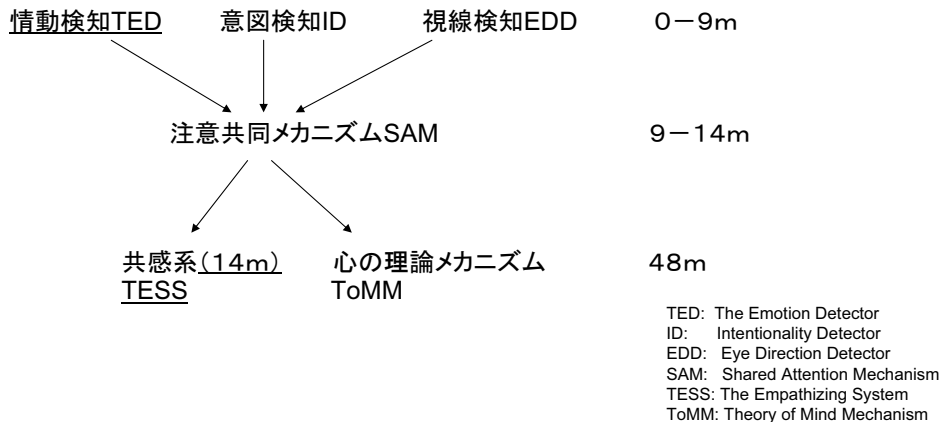 情動検知TED 意図検知ID 視線検知EDD 0－9m
注意共同メカニズムSAM 9－14m
共感系(14m) 心の理論メカニズム 48m
TESS ToMM
TED: The Emotion Detector
ID: Intentionality Detector
EDD: Eye Direction Detector
SAM: Shared Attention Mechanism
TESS: The Empathizing System
ToMM: Theory of Mind Mechanism